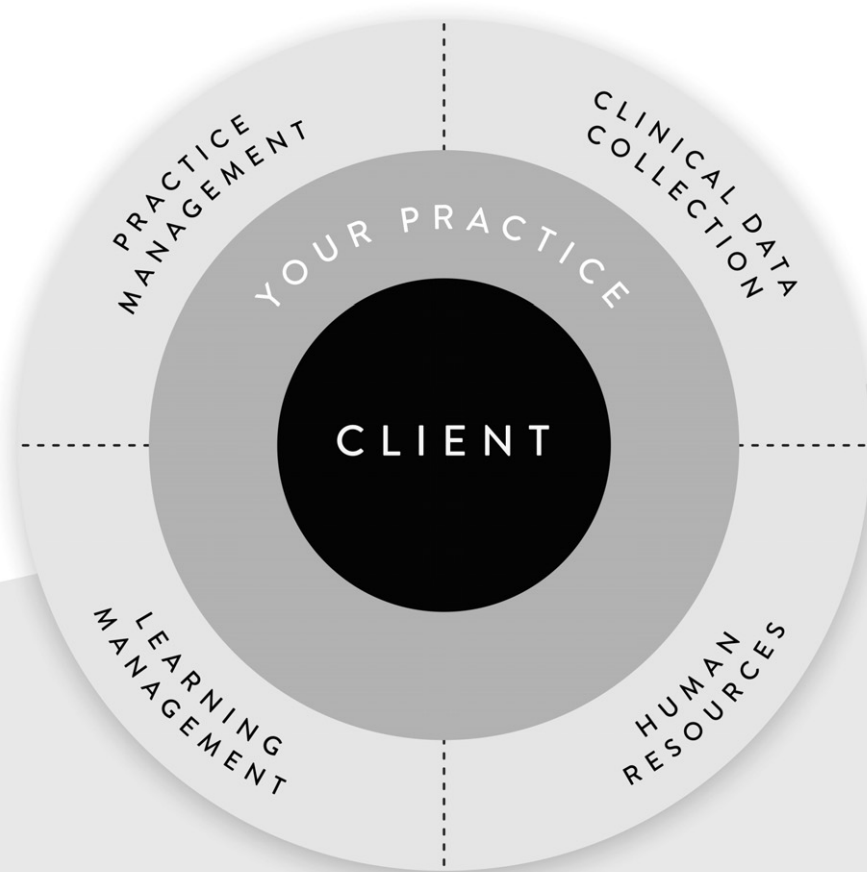 PRACTICE
MANAGEMENT
CLINICAL DATA
COLLECTION
YOUR PRACTICE
CLIENT
LEARNING
MANAGEMENT
HUMAN
RESOURCES